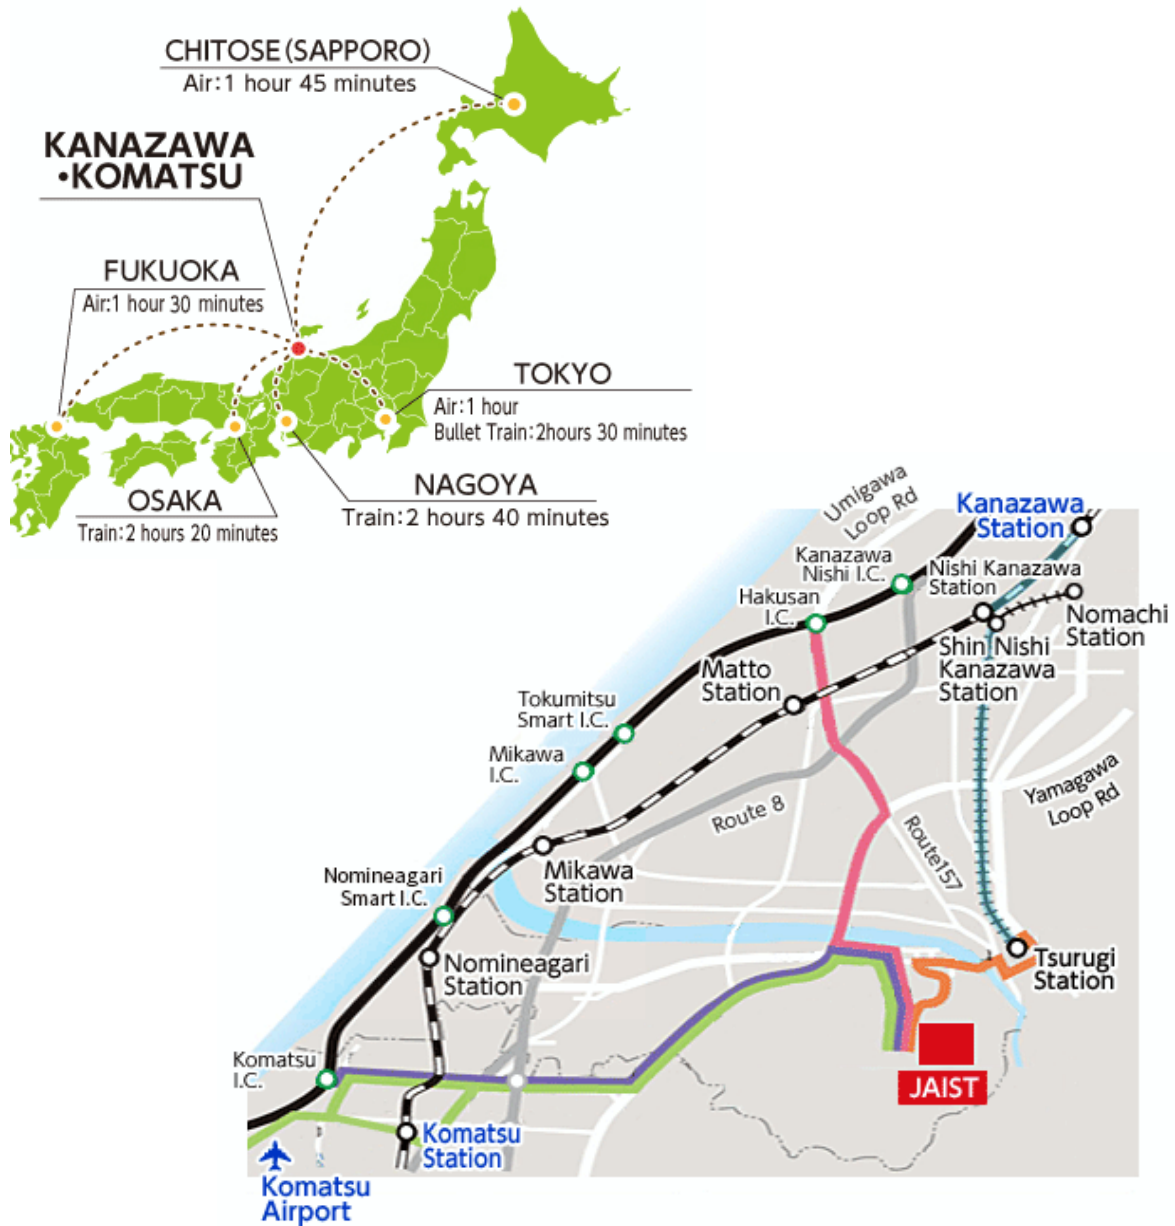 CHITOSE(SAPPORO)
Air:1 hour 45 minutes
KANAZAWA
・KOMATSU
FUKUOKA
Air:1 hour 30 minutes
TOKYO
Air:1 hour
Bullet Train:2hours 30 minutes
OSAKA
Train:2 hours 20 minutes
NAGOYA
Train:2 hours 40 minutes
Umigawa
Loop Rd
Kanazawa
Station
Kanazawa
Nishi I.C.
Nishi Kanazawa
Station
Hakusan
I.C.
Nomachi
Station
Shin Nishi
Kanazawa
Station
Matto
Station
Tokumitsu
Smart I.C.
Mikawa
I.C.
Yamagawa
Loop Rd
Route 8
Route157
Mikawa
Station
Nomineagari
Smart I.C.
Nomineagari
Station
Tsurugi
Station
Komatsu
I.C.
JAIST
Komatsu
Station
Komatsu
Airport